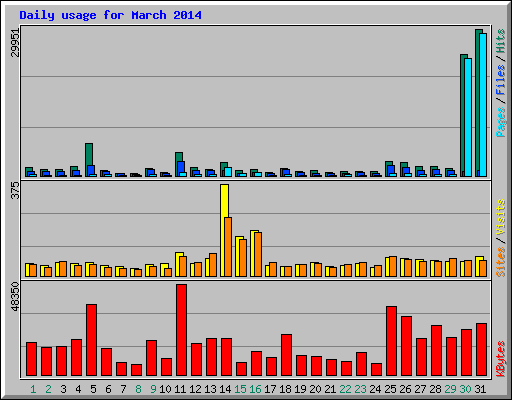 Daily usage for March 2014
29951
Pages / Files / Hits
375
Sites / Visits
48350
KBytes
1 2 3 4 5 6 7 8 9 10 11 12 13 14 15 16 17 18 19 20 21 22 23 24 25 26 27 28 29 30 31